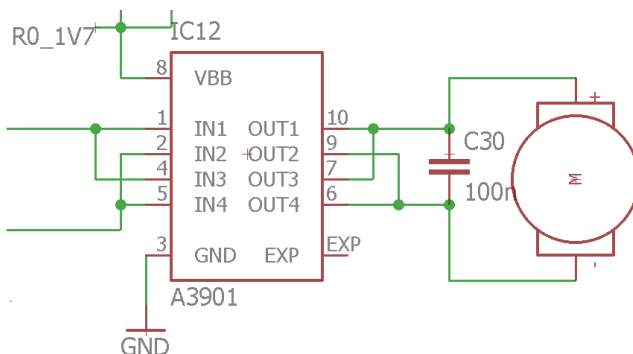 R0_1V7
IC12
8 VBB
1 IN1 OUT1 10
2 IN2 OUT2 9
4 IN3 OUT3 7
5 IN4 OUT4 6
3 GND EXP EXP
A3901
GND
C30
100n
+
M
-